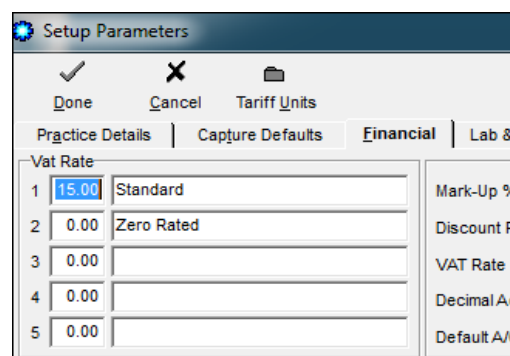 Setup Parameters
Done Cancel Tariff Units
Practice Details Capture Defaults Financial Lab &
Vat Rate
1 15.00 Standard Mark-Up %
2 0.00 Zero Rated Discount
3 0.00 VAT Rate
4 0.00 Decimal
5 0.00 Default A/